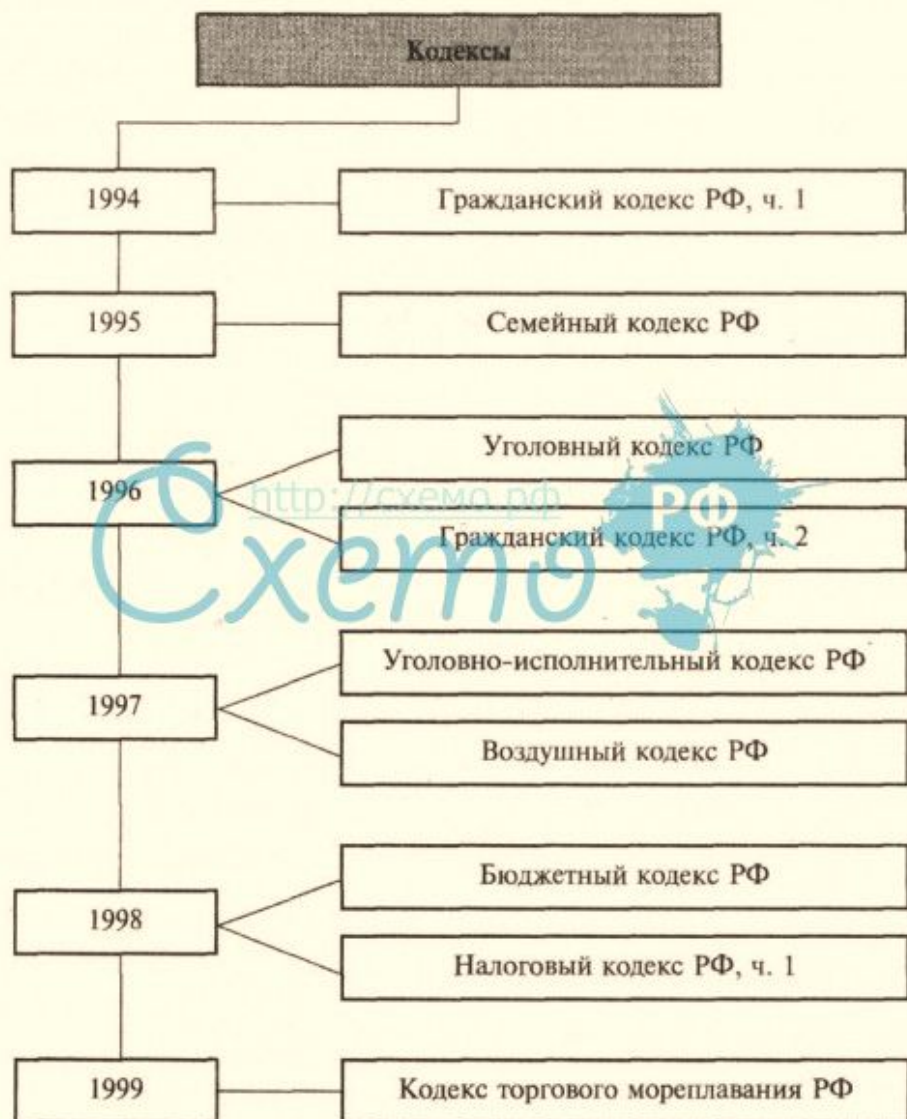 Кодексы
1994
Гражданский кодекс РФ, ч. 1
1995
Семейный кодекс РФ
1996
Уголовный кодекс РФ
Гражданский кодекс РФ, ч. 2
http://схемо.рф
Схемо
РФ
1997
Уголовно-исполнительный кодекс РФ
Воздушный кодекс РФ
1998
Бюджетный кодекс РФ
Налоговый кодекс РФ, ч. 1
1999
Кодекс торгового мореплавания РФ